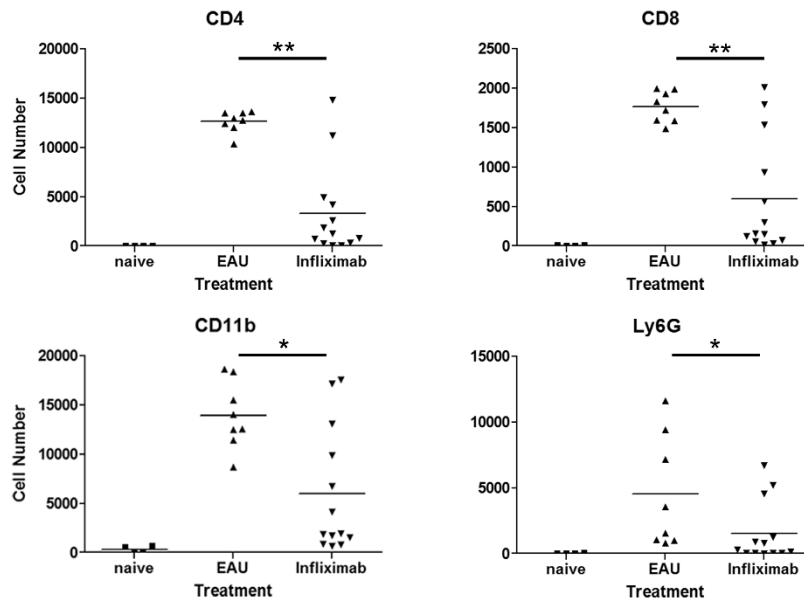 CD4
**
20000
15000
10000
5000
0
Cell Number
naive EAU Infliximab
Treatment
CD8
**
2500
2000
1500
1000
500
0
naive EAU Infliximab
Treatment
CD11b
*
20000
15000
10000
5000
0
Cell Number
naive EAU Infliximab
Treatment
Ly6G
*
15000
10000
5000
0
naive EAU Infliximab
Treatment